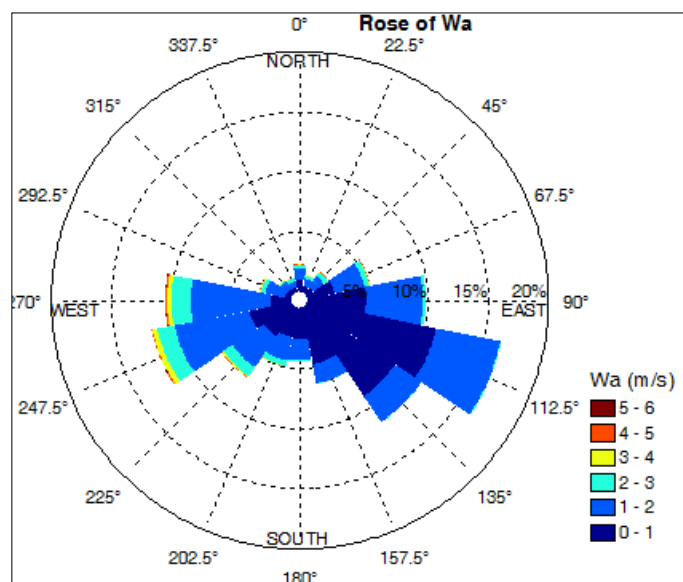 0° Rose of Wa
337.5° 22.5°
NORTH
315° 45°
292.5° 67.5°
5% 10% 15% 20%
270° WEST EAST 90°
247.5° 112.5°
Wa (m/s)
5 - 6
4 - 5
3 - 4
2 - 3
1 - 2
0 - 1
225° 135°
SOUTH
202.5° 157.5°
180°